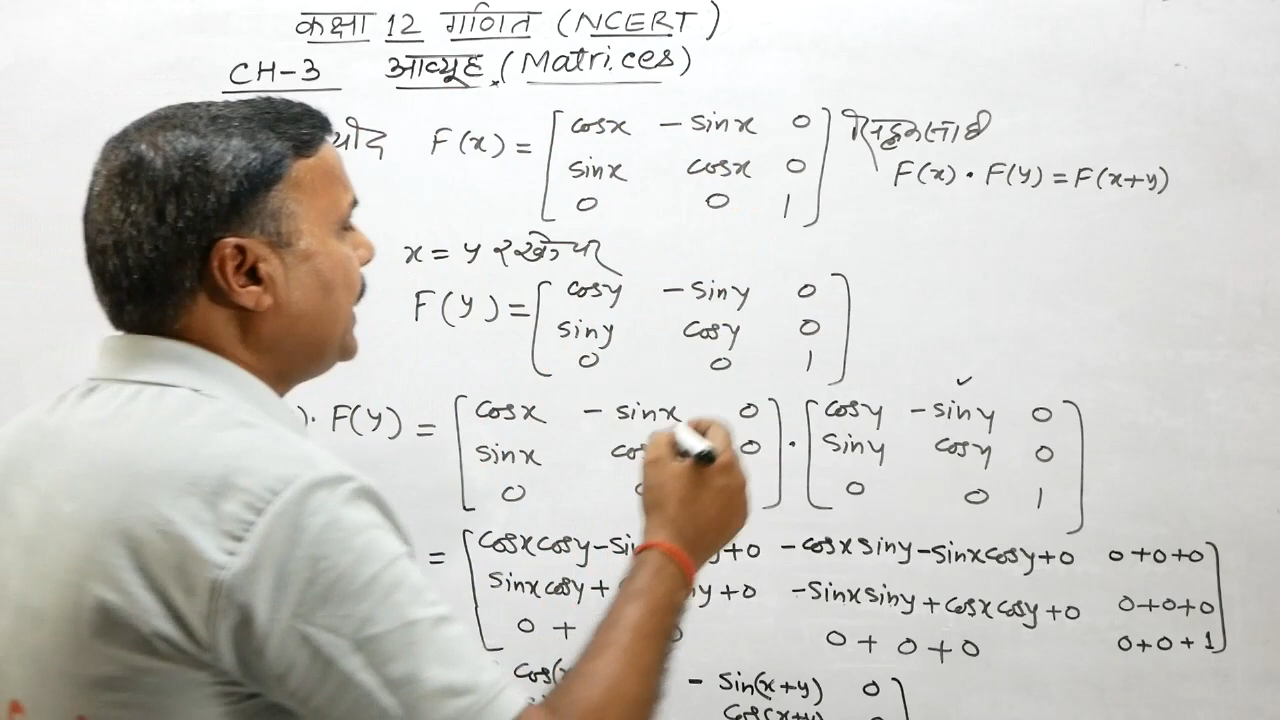 कक्षा 12 गणित (NCERT)
CH-3 आव्यूह (Matrices)
F(x) = [ cosx -sinx 0
sinx cosx 0
0 0 1 ]
F(x) · F(y) = F(x+y)
x = y रखने पर
F(y) = [ cosy -siny 0
siny cosy 0
0 0 1 ]
)· F(y) = [ cosx -sinx 0 ] · [ cosy -siny 0 ]
sinx 0 siny cosy 0
0 0 0 1
= [ cosxcosy- y+0 -cosxsiny-sinxcosy+0 0+0+0
sinxcosy+ y+0 -sinxsiny+cosxcosy+0 0+0+0
0 + 0 + 0 + 0 0+0+1 ]
-sin(x+y) 0
cos(x+y)